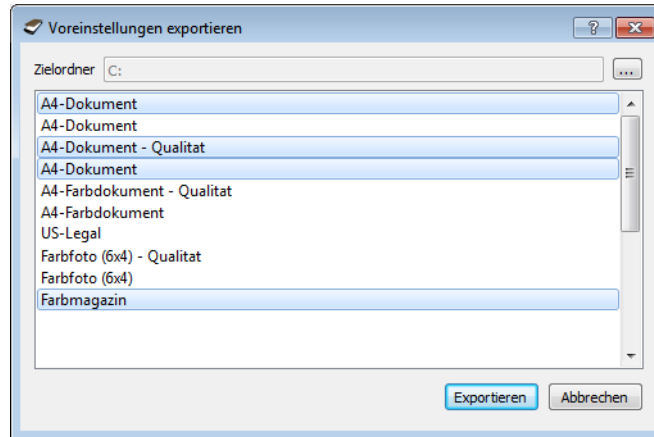 Voreinstellungen exportieren
Zielordner C:
...
A4-Dokument
A4-Dokument
A4-Dokument - Qualitat
A4-Dokument
A4-Farbdokument - Qualitat
A4-Farbdokument
US-Legal
Farbfoto (6x4) - Qualitat
Farbfoto (6x4)
Farbmagazin
Exportieren Abbrechen